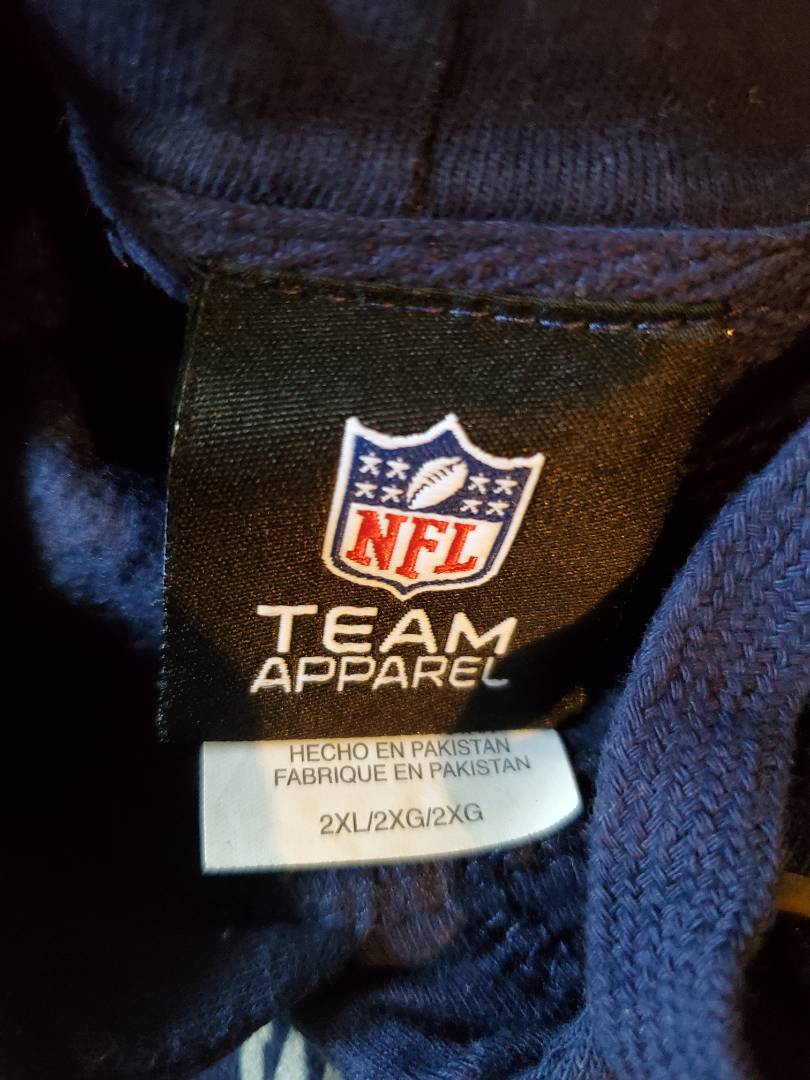 NFL
TEAM
APPAREL
HECHO EN PAKISTAN
FABRIQUE EN PAKISTAN
2XL/2XG/2XG